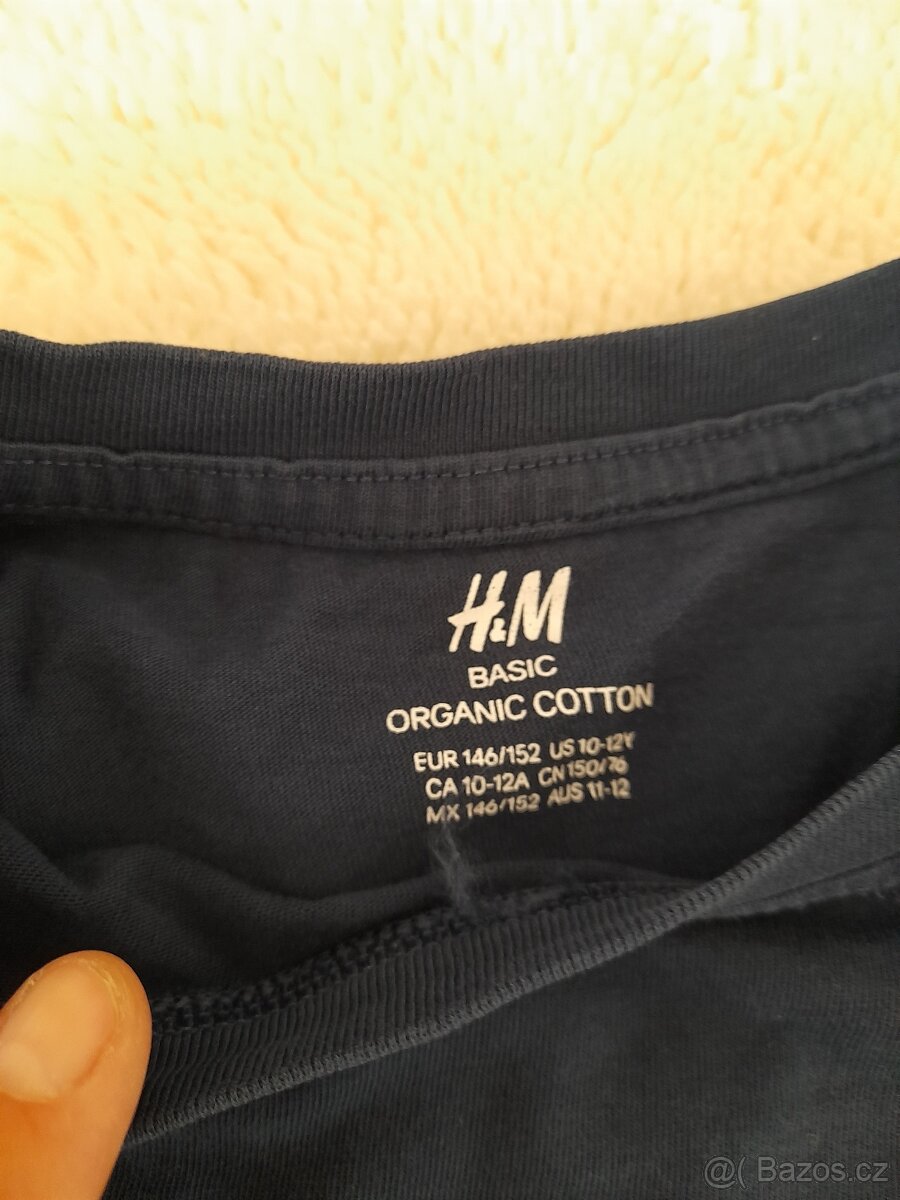 H&M
BASIC
ORGANIC COTTON
EUR 146/152 US 10-12Y
CA 10-12A CN 150/76
MX 146/152 AUS 11-12
@( Bazos.cz